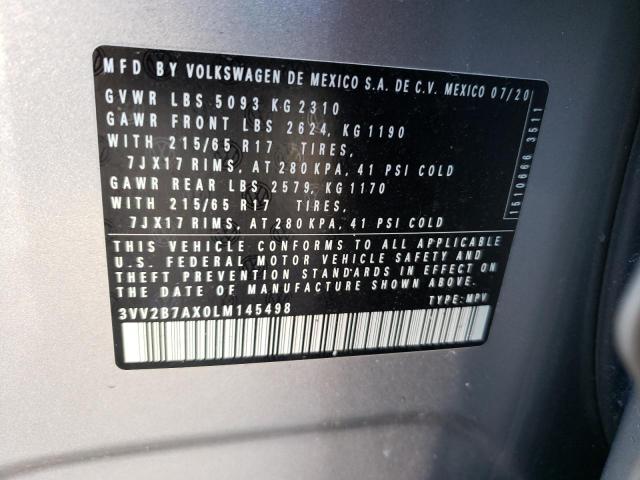 MFD BY VOLKSWAGEN DE MEXICO S.A. DE C.V. MEXICO 07/20
GVWR LBS 5093 KG 2310
GAWR FRONT LBS 2624, KG 1190
WITH 215/65 R17 TIRES,
7JX17 RIMS, AT 280 KPA, 41 PSI COLD
GAWR REAR LBS 2579, KG 1170
WITH 215/65 R17 TIRES,
7JX17 RIMS, AT 280 KPA, 41 PSI COLD
THIS VEHICLE CONFORMS TO ALL APPLICABLE
U.S. FEDERAL MOTOR VEHICLE SAFETY AND
THEFT PREVENTION STANDARDS IN EFFECT ON
THE DATE OF MANUFACTURE SHOWN ABOVE.
3VV2B7AX0LM145498 TYPE: MPV
1510666 3511